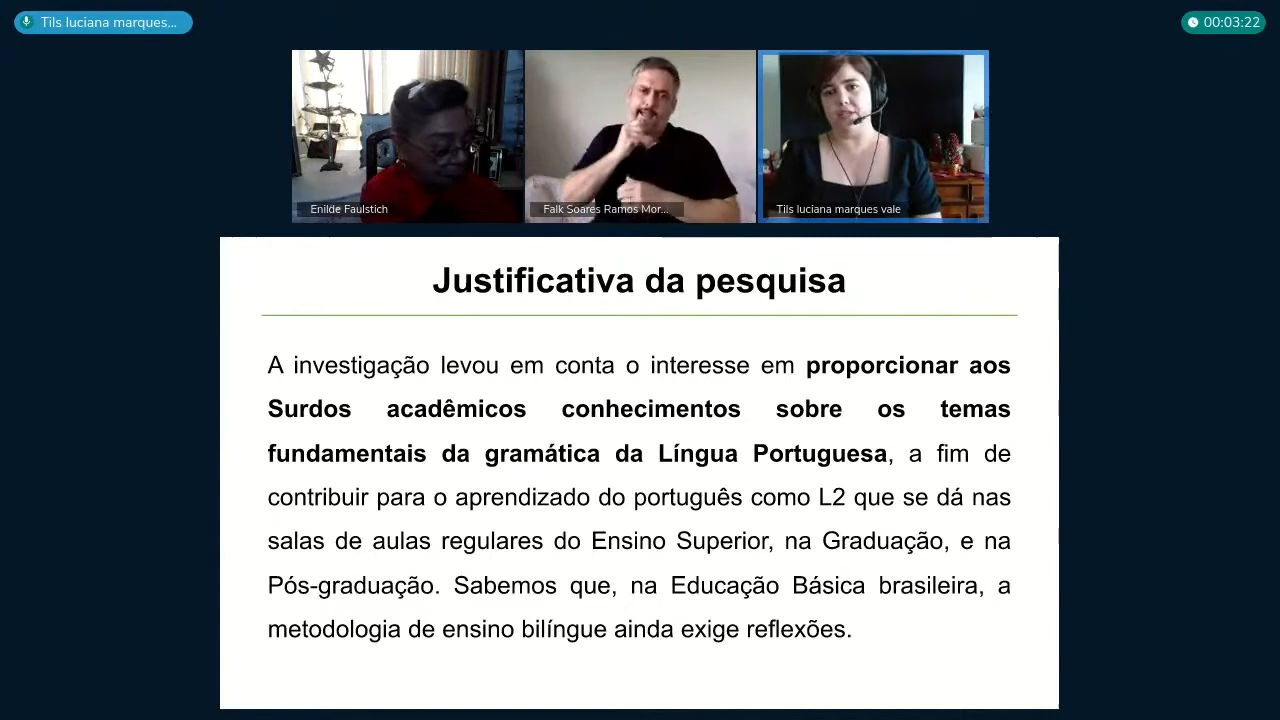 Tils luciana marques...
00:03:22
Enilde Faulstich
Falk Soares Ramos Mor...
Tils luciana marques vale
Justificativa da pesquisa
A investigação levou em conta o interesse em proporcionar aos
Surdos acadêmicos conhecimentos sobre os temas
fundamentais da gramática da Língua Portuguesa, a fim de
contribuir para o aprendizado do português como L2 que se dá nas
salas de aulas regulares do Ensino Superior, na Graduação, e na
Pós-graduação. Sabemos que, na Educação Básica brasileira, a
metodologia de ensino bilíngue ainda exige reflexões.